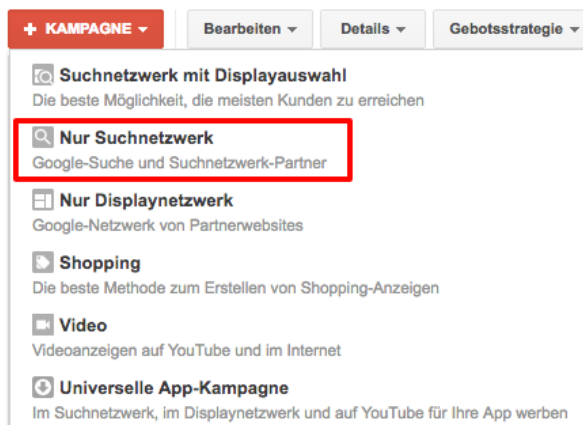 + KAMPAGNE Bearbeiten Details Gebotsstrategie
Suchnetzwerk mit Displayauswahl
Die beste Möglichkeit, die meisten Kunden zu erreichen
Nur Suchnetzwerk
Google-Suche und Suchnetzwerk-Partner
Nur Displaynetzwerk
Google-Netzwerk von Partnerwebsites
Shopping
Die beste Methode zum Erstellen von Shopping-Anzeigen
Video
Videoanzeigen auf YouTube und im Internet
Universelle App-Kampagne
Im Suchnetzwerk, im Displaynetzwerk und auf YouTube für Ihre App werben